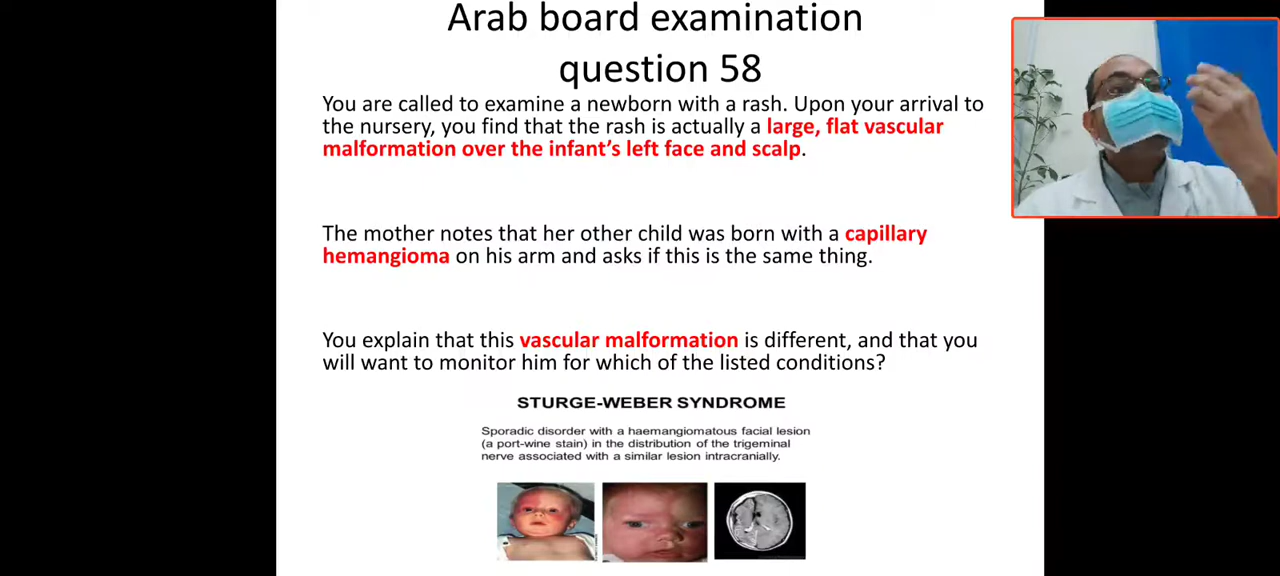 Arab board examination
question 58
You are called to examine a newborn with a rash. Upon your arrival to
the nursery, you find that the rash is actually a large, flat vascular
malformation over the infant's left face and scalp.
The mother notes that her other child was born with a capillary
hemangioma on his arm and asks if this is the same thing.
You explain that this vascular malformation is different, and that you
will want to monitor him for which of the listed conditions?
STURGE-WEBER SYNDROME
Sporadic disorder with a haemangiomatous facial lesion
(a port-wine stain) in the distribution of the trigeminal
nerve associated with a similar lesion intracranially.